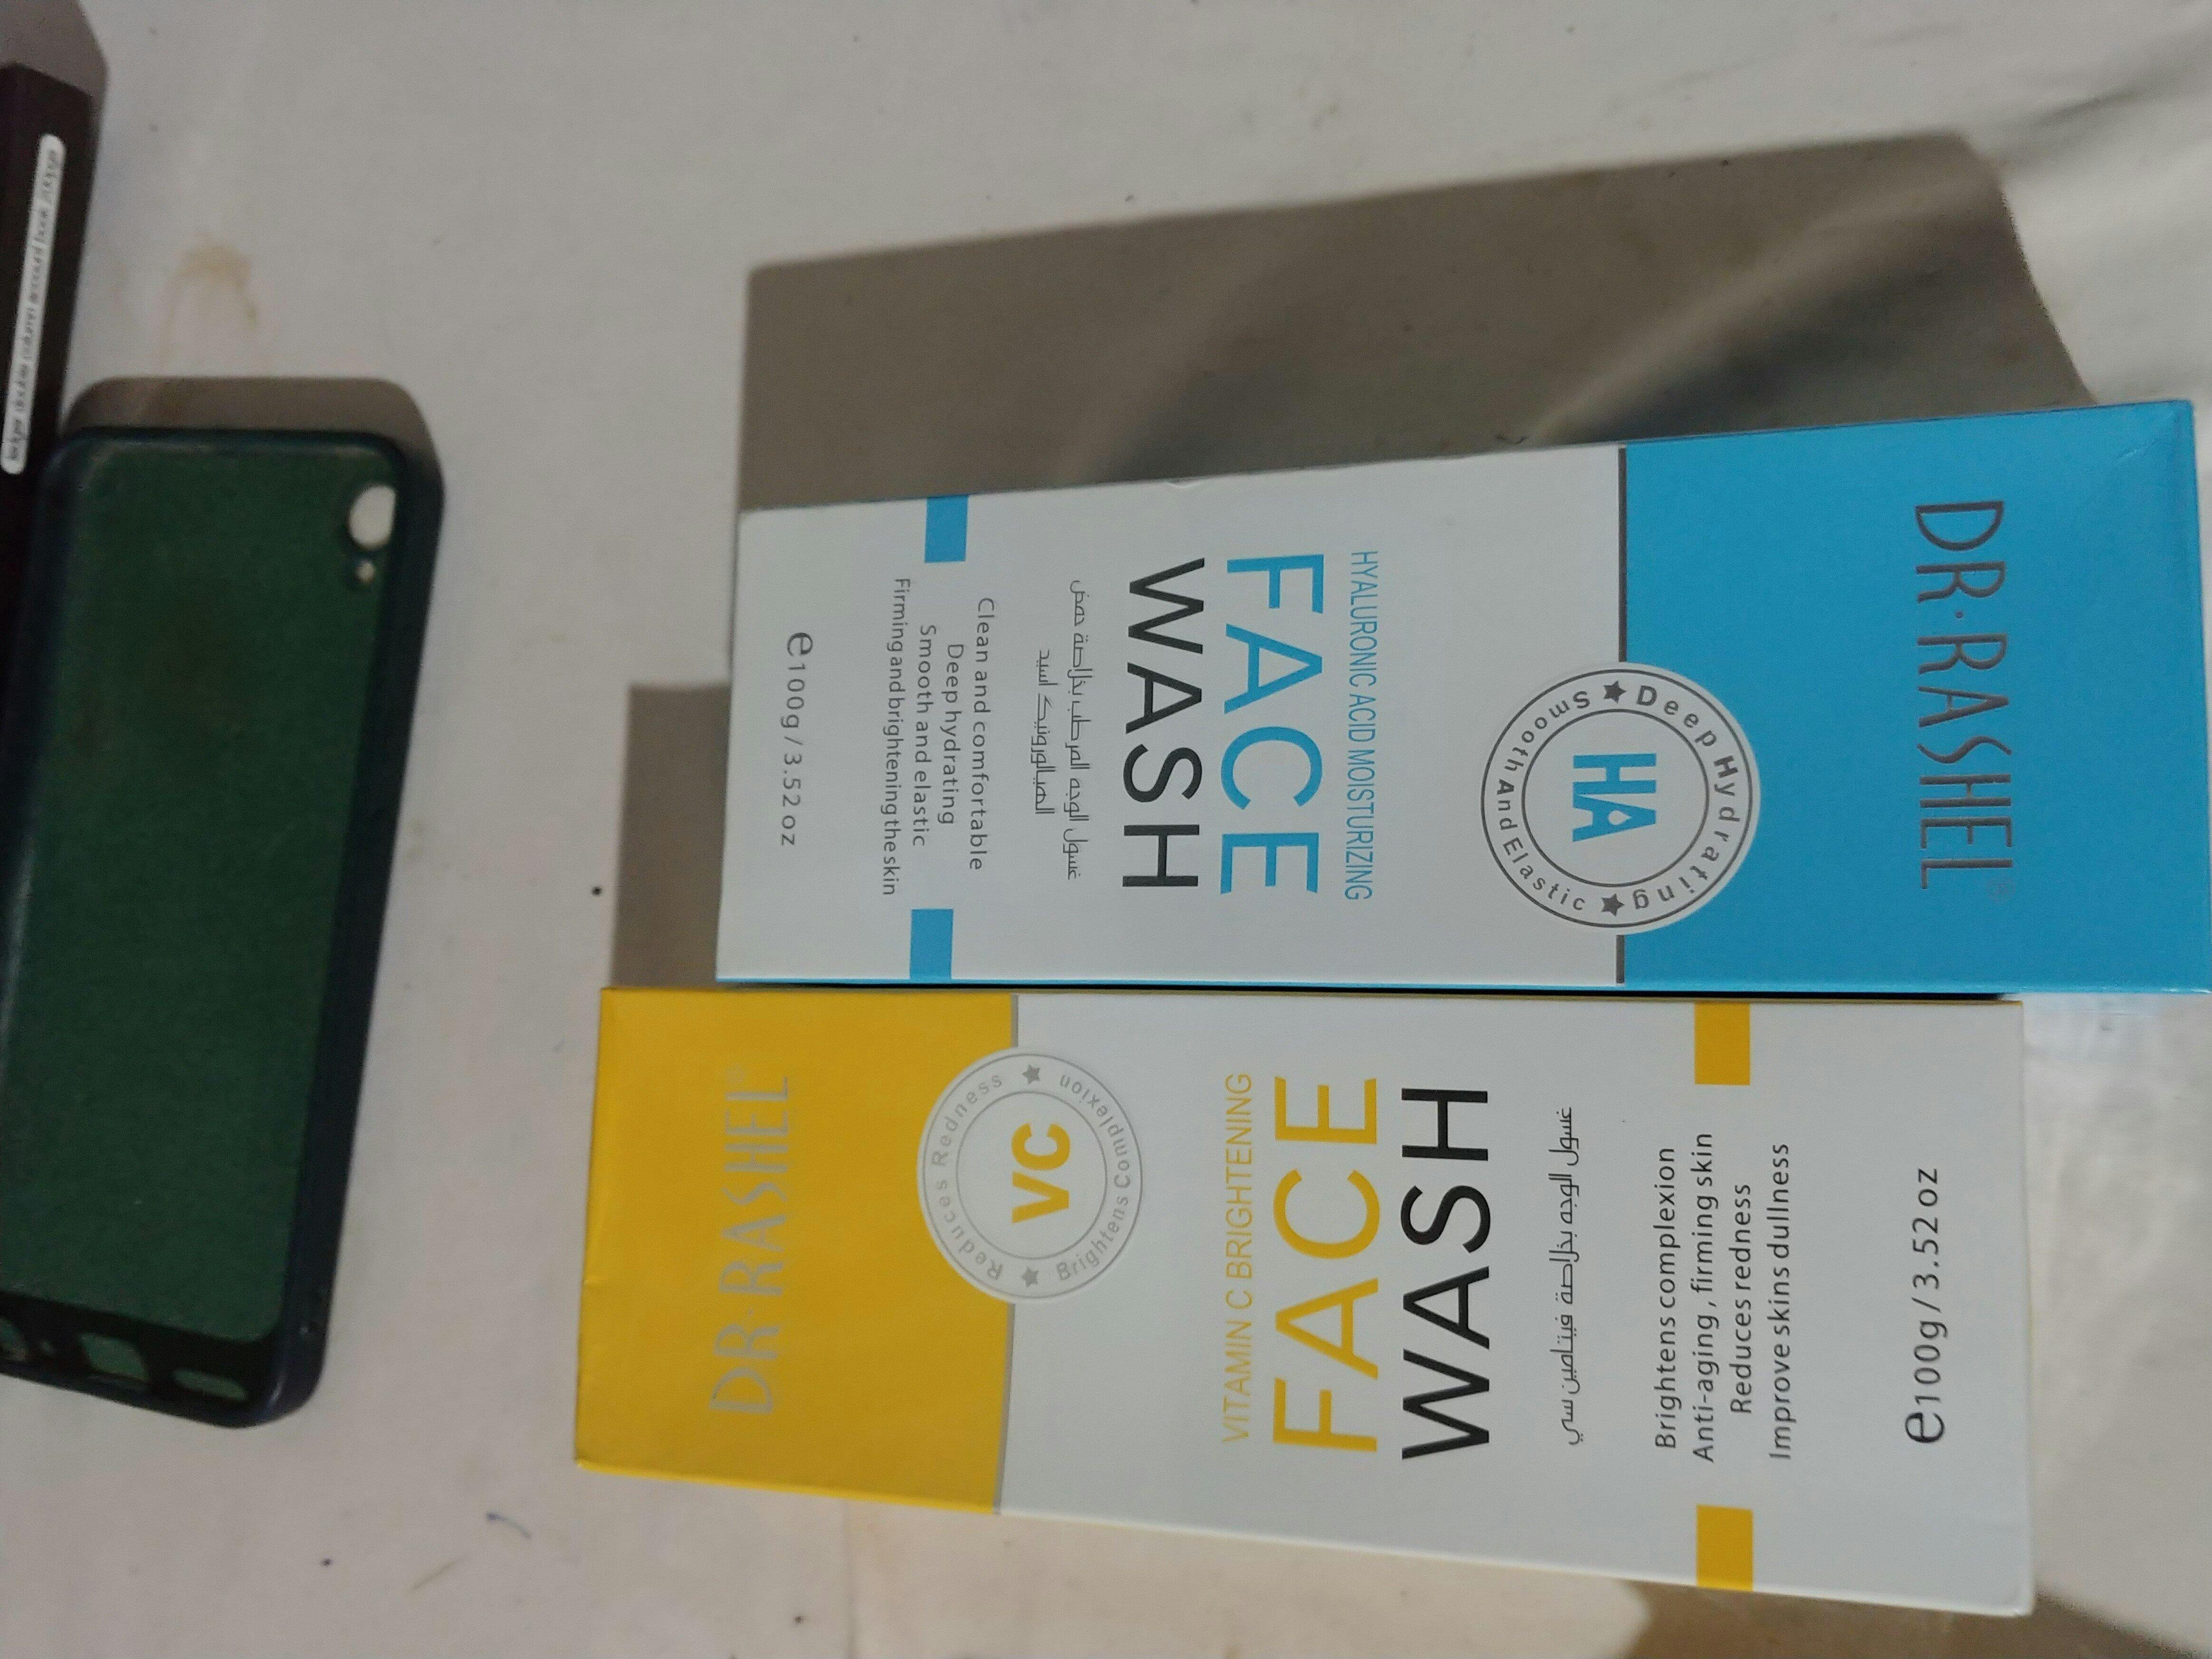 DR.RASHEL®
Deep Hydrating
Smooth And Elastic
HA
HYALURONIC ACID MOISTURIZING
FACE
WASH
غسول الوجه المرطب بخلاصة حمض
الهيالورونيك اسيد
Clean and comfortable
Deep hydrating
Smooth and elastic
Firming and brightening the skin
e100g/3.52 oz
DR.RASHEL®
Reduces Redness
Brightens Complexion
VC
VITAMIN C BRIGHTENING
FACE
WASH
غسول الوجه بخلاصة فيتامين سي
Brightens complexion
Anti-aging, firming skin
Reduces redness
Improve skins dullness
e100g/3.52 oz